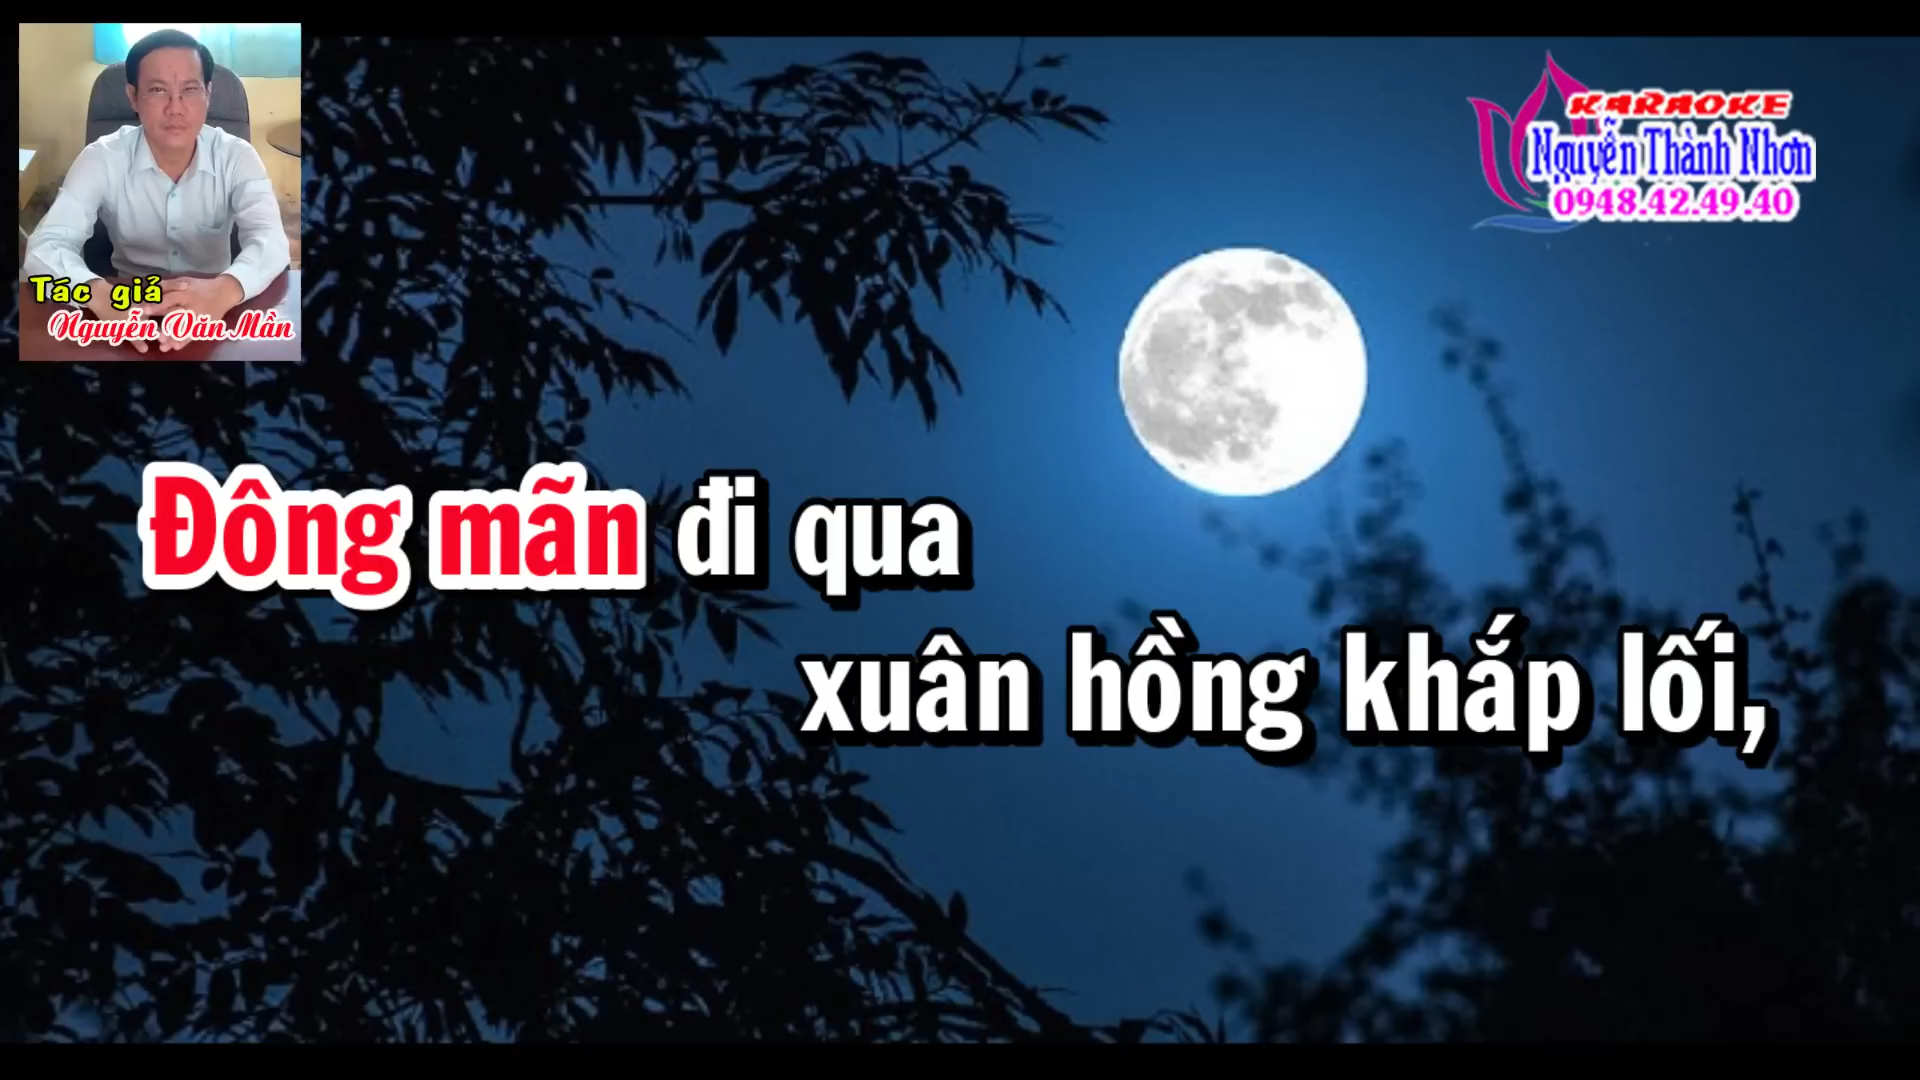 Tác giả
Nguyễn Văn Mần
KARAOKE
Nguyễn Thành Nhơn
0948.42.49.40
Đông mãn đi qua
xuân hồng khắp lối,